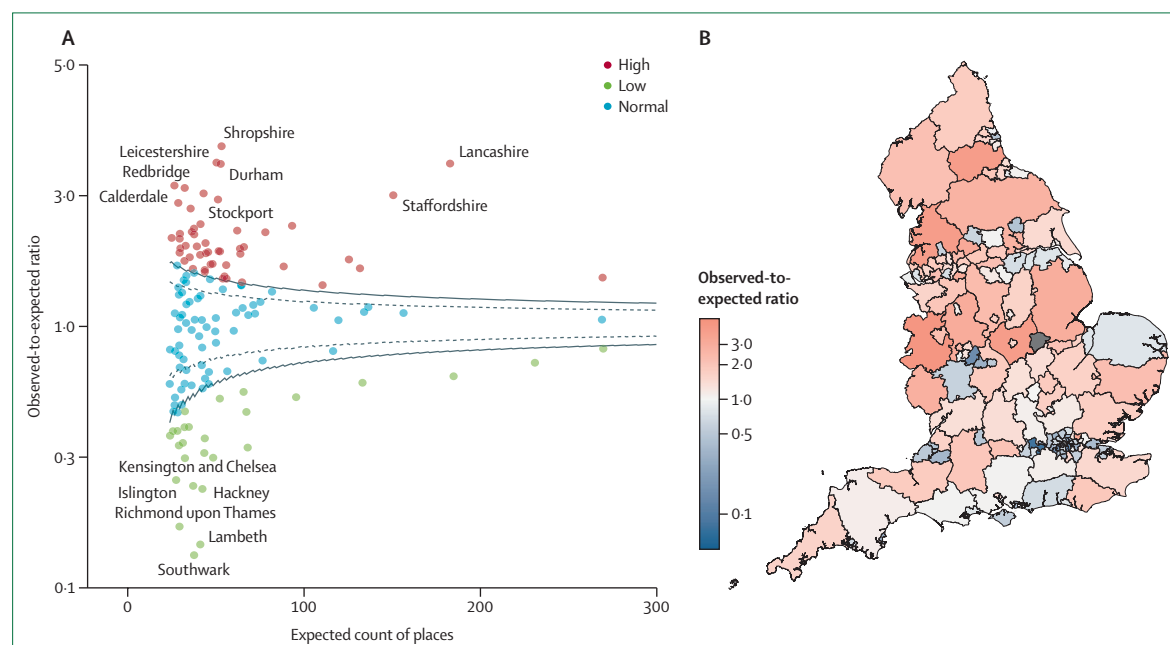 A
5·0
3·0
1·0
0·3
0·1
Observed-to-expected ratio
High
Low
Normal
Shropshire
Leicestershire
Lancashire
Redbridge
Durham
Calderdale
Staffordshire
Stockport
Kensington and Chelsea
Islington
Hackney
Richmond upon Thames
Lambeth
Southwark
0
100
200
300
Expected count of places
B
Observed-to-
expected ratio
3·0
2·0
1·0
0·5
0·1